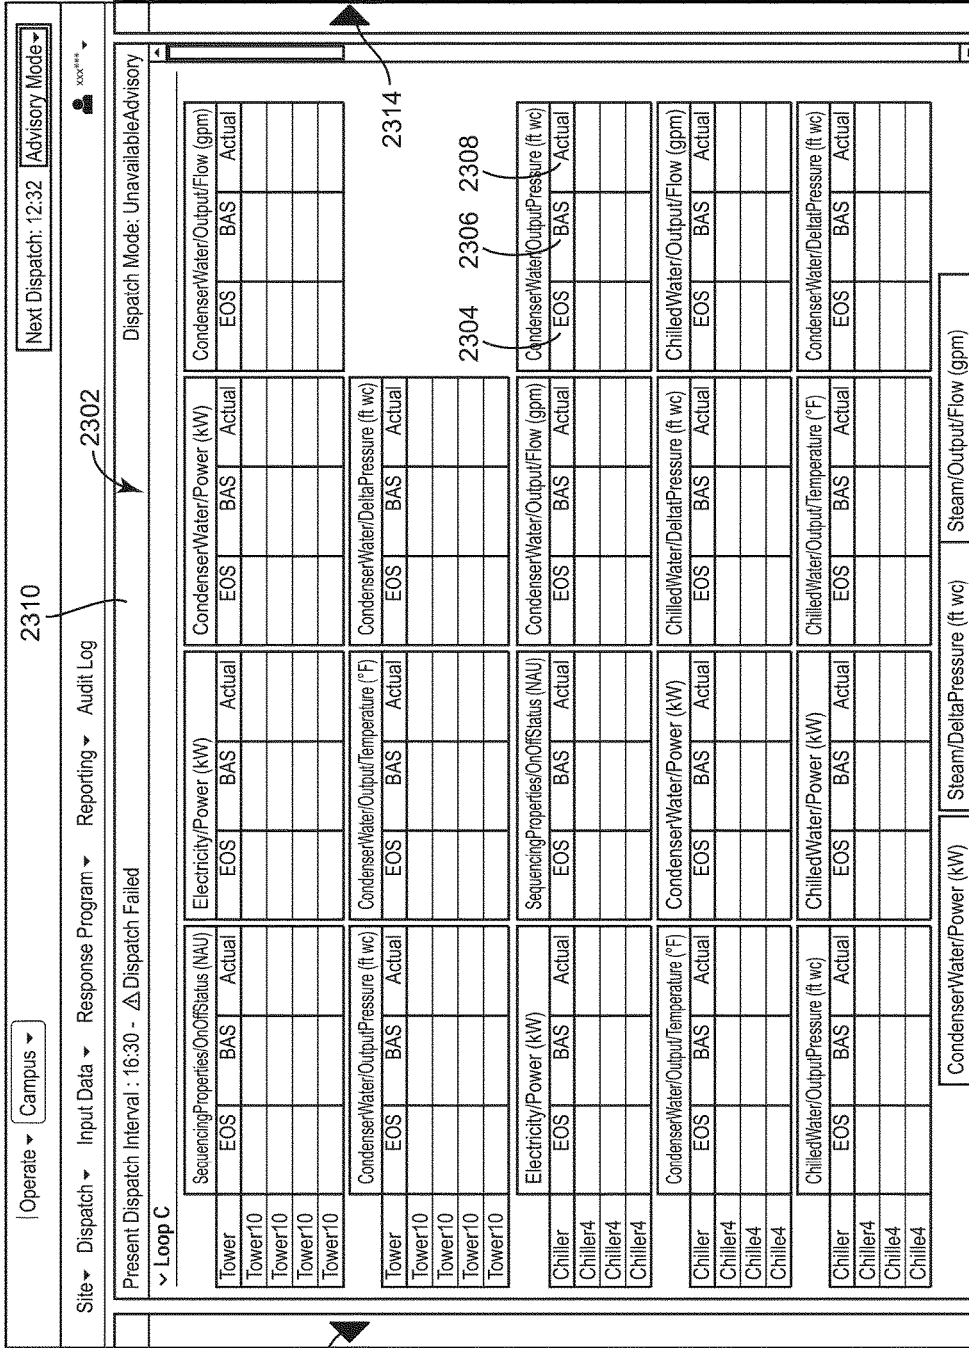 Operate Campus Next Dispatch: 12:32 Advisory Mode
2310
Site Dispatch Input Data Response Program Reporting Audit Log xxx***
2302
Present Dispatch Interval : 16:30 - ⚠ Dispatch Failed Dispatch Mode: UnavailableAdvisory
Loop C
SequencingProperties/OnOffStatus (NAU) Electricity/Power (kW) CondenserWater/Power (kW) CondenserWater/Output/Flow (gpm)
Tower EOS BAS Actual EOS BAS Actual EOS BAS Actual EOS BAS Actual
Tower10
Tower10
Tower10
Tower10
2314
CondenserWater/OutputPressure (ft wc) CondenserWater/Output/Temperature (°F) CondenserWater/DeltaPressure (ft wc)
Tower EOS BAS Actual EOS BAS Actual EOS BAS Actual
Tower10
Tower10
Tower10
Tower10
2304 2306 2308
Electricity/Power (kW) SequencingProperties/OnOffStatus (NAU) CondenserWater/Output/Flow (gpm) CondenserWater/OutputPressure (ft wc)
Chiller EOS BAS Actual EOS BAS Actual EOS BAS Actual EOS BAS Actual
Chiller4
Chille4
Chille4
CondenserWater/Output/Temperature (°F) CondenserWater/Power (kW) ChilledWater/DeltatPressure (ft wc) ChilledWater/Output/Flow (gpm)
Chiller EOS BAS Actual EOS BAS Actual EOS BAS Actual EOS BAS Actual
Chiller4
Chille4
Chille4
ChilledWater/OutputPressure (ft wc) ChilledWater/Power (kW) ChilledWater/Output/Temperature (°F) CondenserWater/DeltatPressure (ft wc)
Chiller EOS BAS Actual EOS BAS Actual EOS BAS Actual EOS BAS Actual
Chiller4
Chille4
Chille4
CondenserWater/Power (kW) Steam/DeltaPressure (ft wc) Steam/Output/Flow (gpm)